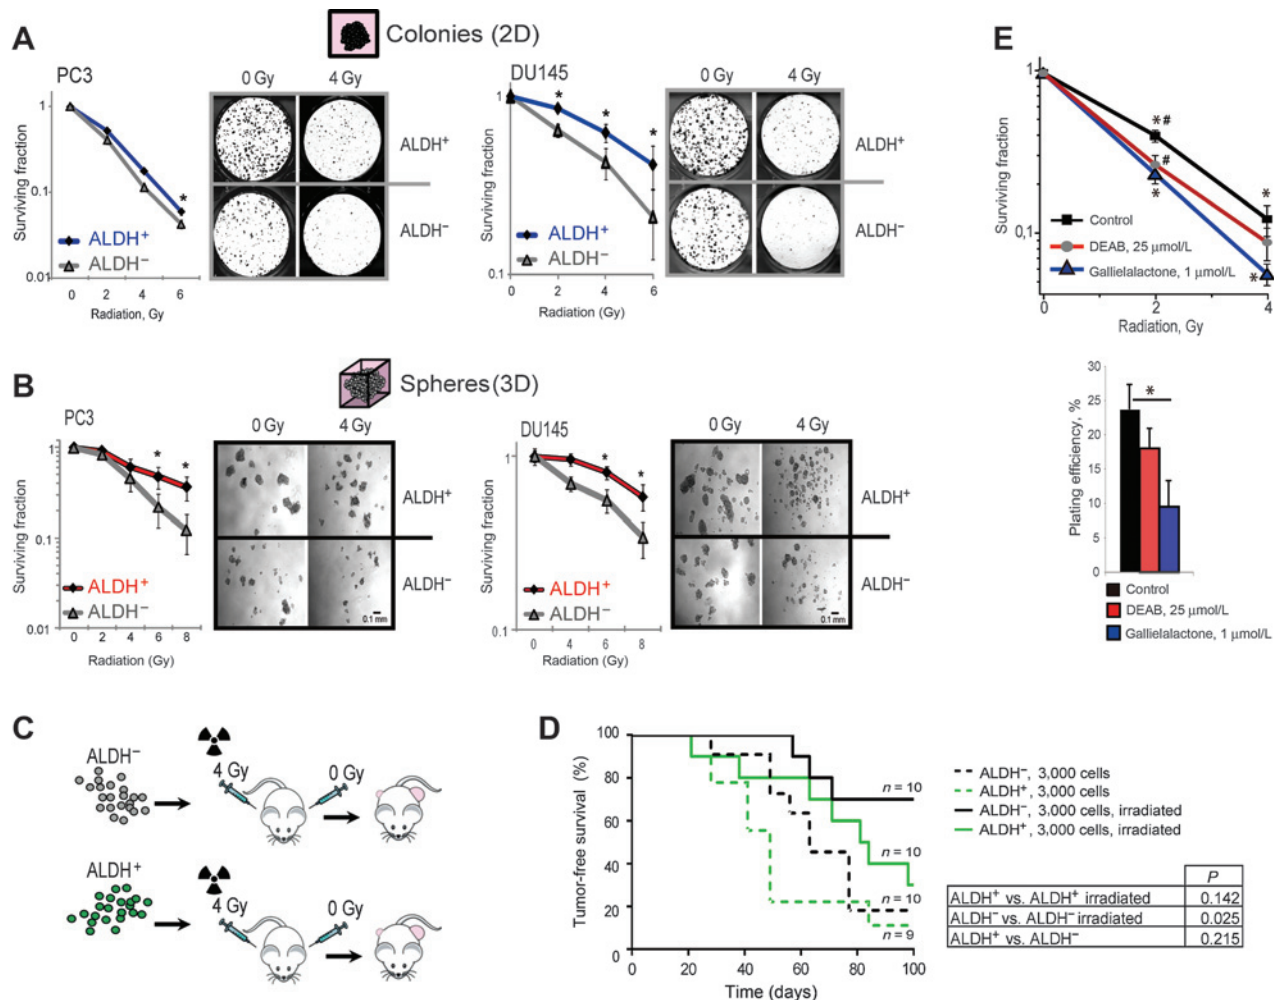 A
Colonies (2D)
PC3
Surviving fraction
1
0.1
0.01
0 2 4 6
Radiation, Gy
ALDH+
ALDH−
*
0 Gy 4 Gy
ALDH+
ALDH−
DU145
Surviving fraction
1
0.1
0 2 4 6
Radiation (Gy)
* * *
ALDH+
ALDH−
0 Gy 4 Gy
ALDH+
ALDH−
B
Spheres (3D)
PC3
Surviving fraction
1
0.1
0.01
0 2 4 6 8
Radiation (Gy)
* *
ALDH+
ALDH−
0 Gy 4 Gy
ALDH+
ALDH−
0.1 mm
DU145
Surviving fraction
1
0.1
0 4 6 8
Radiation (Gy)
* *
ALDH+
ALDH−
0 Gy 4 Gy
ALDH+
ALDH−
0.1 mm
C
ALDH−
4 Gy 0 Gy
ALDH+
4 Gy 0 Gy
D
Tumor-free survival (%)
100
80
60
40
20
0
0 20 40 60 80 100
Time (days)
n = 10
n = 10
n = 10
n = 9
ALDH−, 3,000 cells
ALDH+, 3,000 cells
ALDH−, 3,000 cells, irradiated
ALDH+, 3,000 cells, irradiated
P
ALDH+ vs. ALDH+ irradiated 0.142
ALDH− vs. ALDH− irradiated 0.025
ALDH+ vs. ALDH− 0.215
E
Surviving fraction
1
0.1
*#
#
*
*
*
Control
DEAB, 25 µmol/L
Gallielalactone, 1 µmol/L
0 2 4
Radiation, Gy
Plating efficiency, %
30
25
20
15
10
5
0
*
Control
DEAB, 25 µmol/L
Gallielalactone, 1 µmol/L